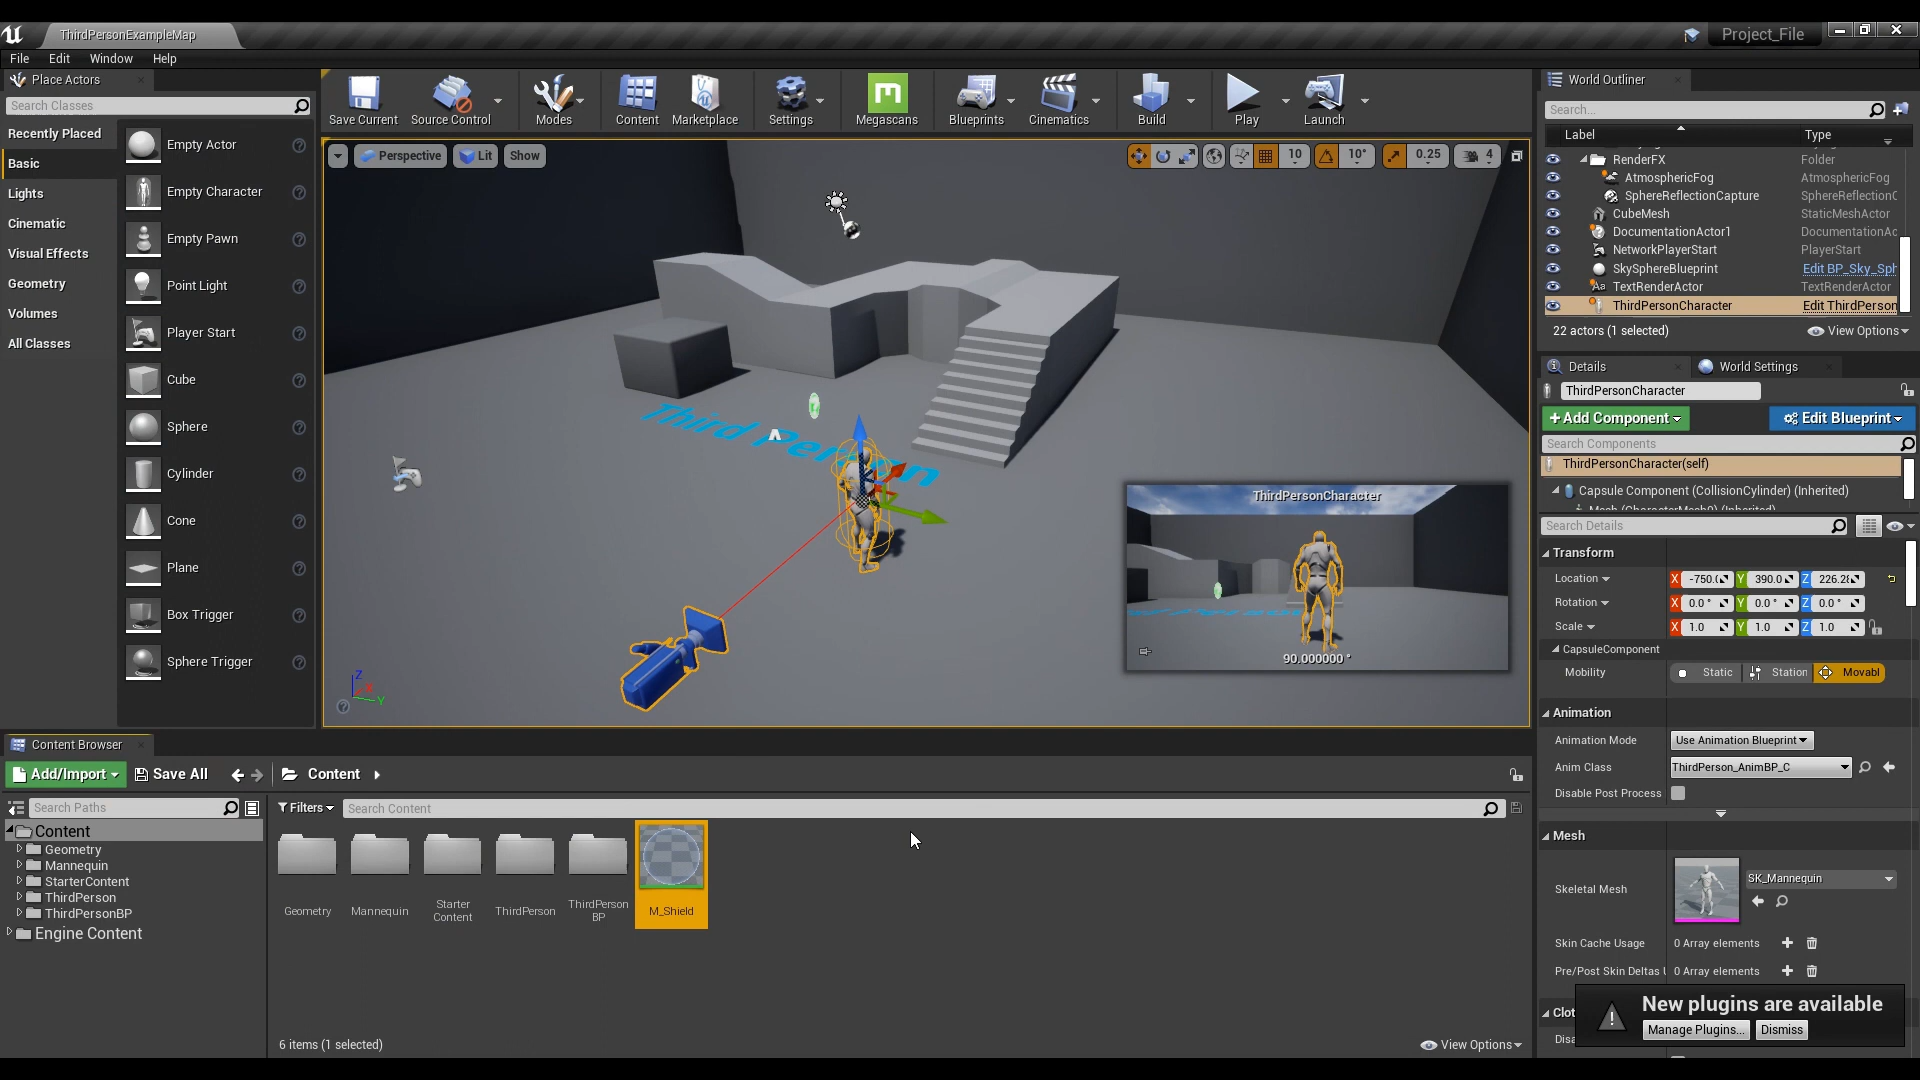 ThirdPersonExampleMap
Project_File
File
Edit
Window
Help
Place Actors
Search Classes
Recently Placed
Basic
Lights
Cinematic
Visual Effects
Geometry
Volumes
All Classes
Empty Actor
Empty Character
Empty Pawn
Point Light
Player Start
Cube
Sphere
Cylinder
Cone
Plane
Box Trigger
Sphere Trigger
Save Current
Source Control
Modes
Content
Marketplace
Settings
Megascans
Blueprints
Cinematics
Build
Play
Launch
Perspective
Lit
Show
10
10°
0.25
4
Third Person
ThirdPersonCharacter
90.000000 °
Z
X
Y
World Outliner
Search...
Label
Type
RenderFX
Folder
AtmosphericFog
AtmosphericFog
SphereReflectionCapture
SphereReflectionC
CubeMesh
StaticMeshActor
DocumentationActor1
DocumentationAc
NetworkPlayerStart
PlayerStart
SkySphereBlueprint
Edit BP_Sky_Sph
TextRenderActor
TextRenderActor
ThirdPersonCharacter
Edit ThirdPerson
22 actors (1 selected)
View Options
Details
World Settings
ThirdPersonCharacter
+Add Component
Edit Blueprint
Search Components
ThirdPersonCharacter(self)
Capsule Component (CollisionCylinder) (Inherited)
Mesh (CharacterMesh0) (Inherited)
Search Details
Transform
Location
X
-750.(
Y
390.0
Z
226.2
Rotation
X
0.0 °
Y
0.0 °
Z
0.0 °
Scale
X
1.0
Y
1.0
Z
1.0
CapsuleComponent
Mobility
Static
Station
Movabl
Animation
Animation Mode
Use Animation Blueprint
Anim Class
ThirdPerson_AnimBP_C
Disable Post Process
Mesh
Skeletal Mesh
SK_Mannequin
Skin Cache Usage
0 Array elements
Pre/Post Skin Deltas U
0 Array elements
Clot
Disa
New plugins are available
Manage Plugins...
Dismiss
Content Browser
Add/Import
Save All
Content
Search Paths
Filters
Search Content
Content
Geometry
Mannequin
StarterContent
ThirdPerson
ThirdPersonBP
Engine Content
Geometry
Mannequin
Starter
Content
ThirdPerson
ThirdPerson
BP
M_Shield
6 items (1 selected)
View Options